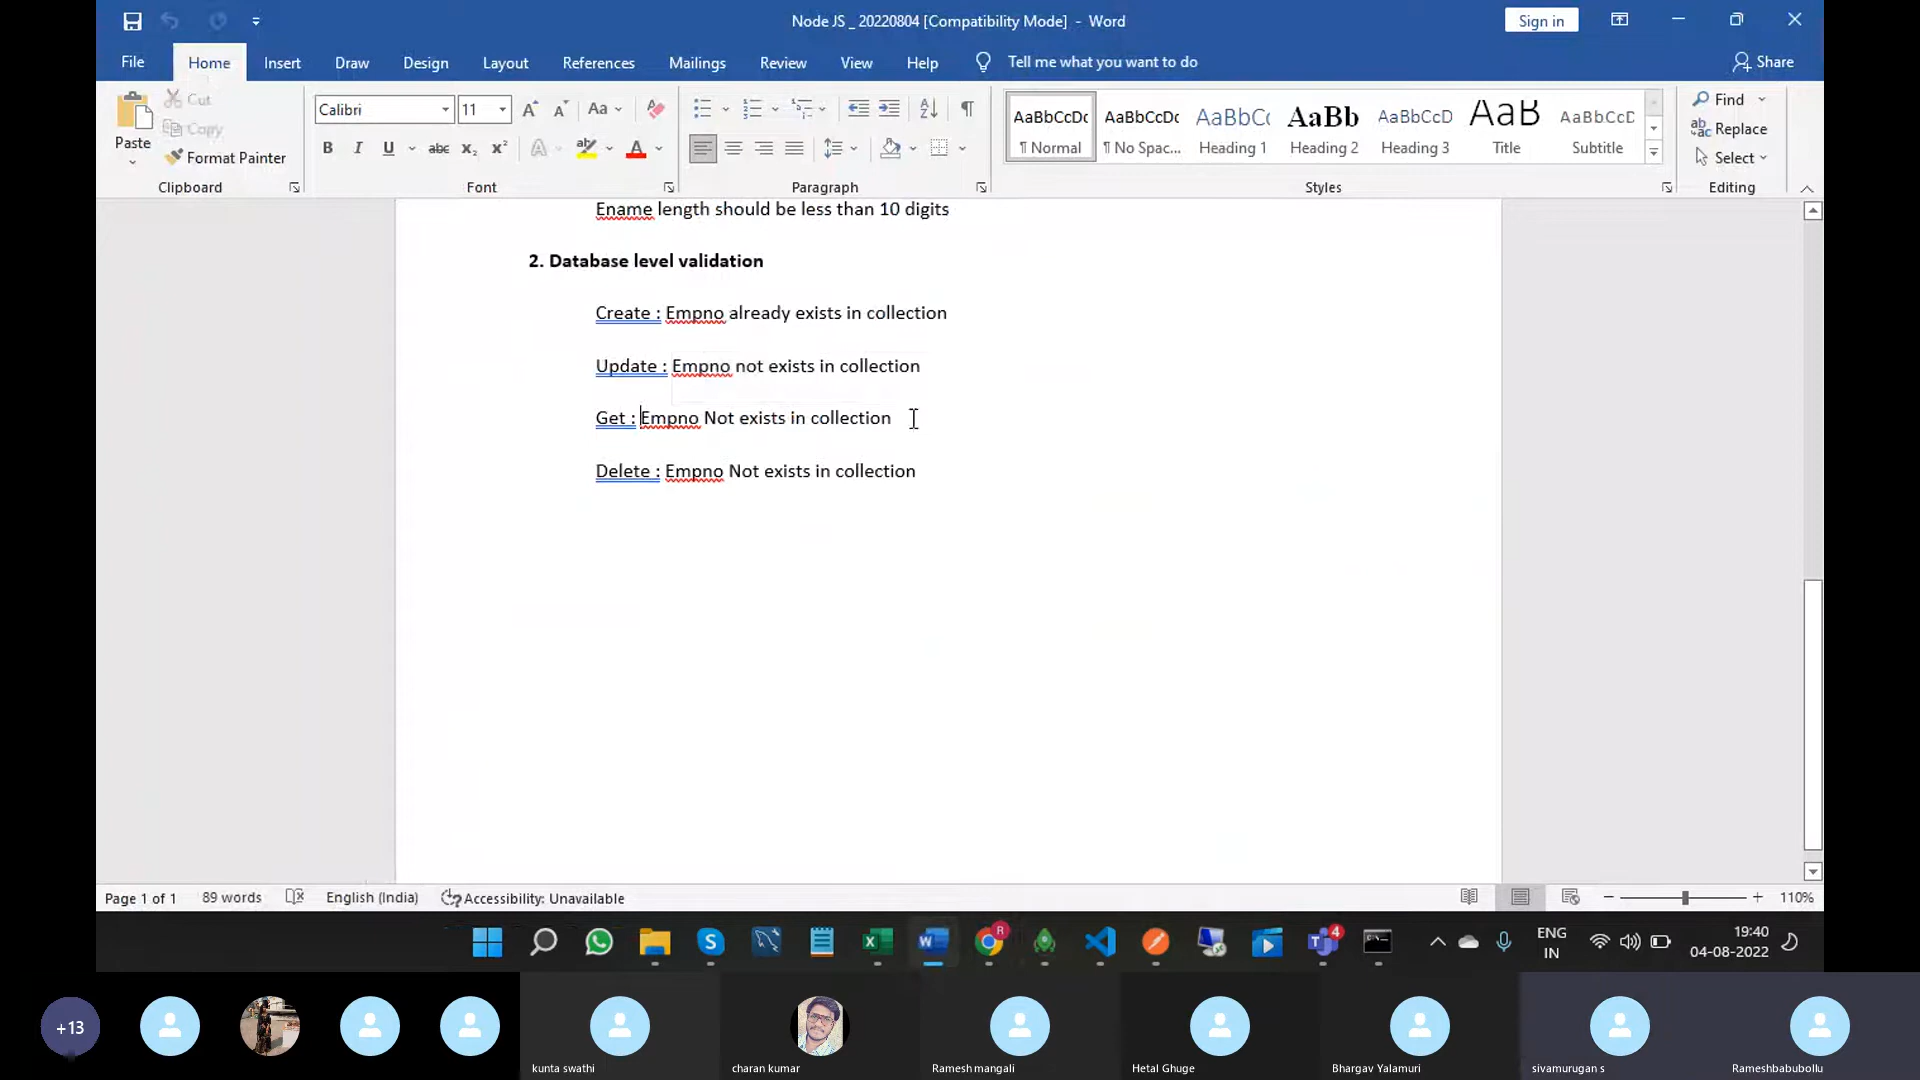 Node JS _ 20220804 [Compatibility Mode] - Word
Sign in
File Home Insert Draw Design Layout References Mailings Review View Help Tell me what you want to do Share
Paste
Cut
Copy
Format Painter
Clipboard
Calibri 11
Font
Paragraph
AaBbCcDc AaBbCcDc AaBbC AaBb AaBbCcD AaB AaBbCcD
¶ Normal ¶ No Spac... Heading 1 Heading 2 Heading 3 Title Subtitle
Styles
Find
Replace
Select
Editing
Ename length should be less than 10 digits
2. Database level validation
Create : Empno already exists in collection
Update : Empno not exists in collection
Get : Empno Not exists in collection
Delete : Empno Not exists in collection
Page 1 of 1 89 words English (India) Accessibility: Unavailable 110%
ENG
IN
19:40
04-08-2022
R
4
+13
kunta swathi
charan kumar
Ramesh mangali
Hetal Ghuge
Bhargav Yalamuri
sivamurugan s
Rameshbabubollu